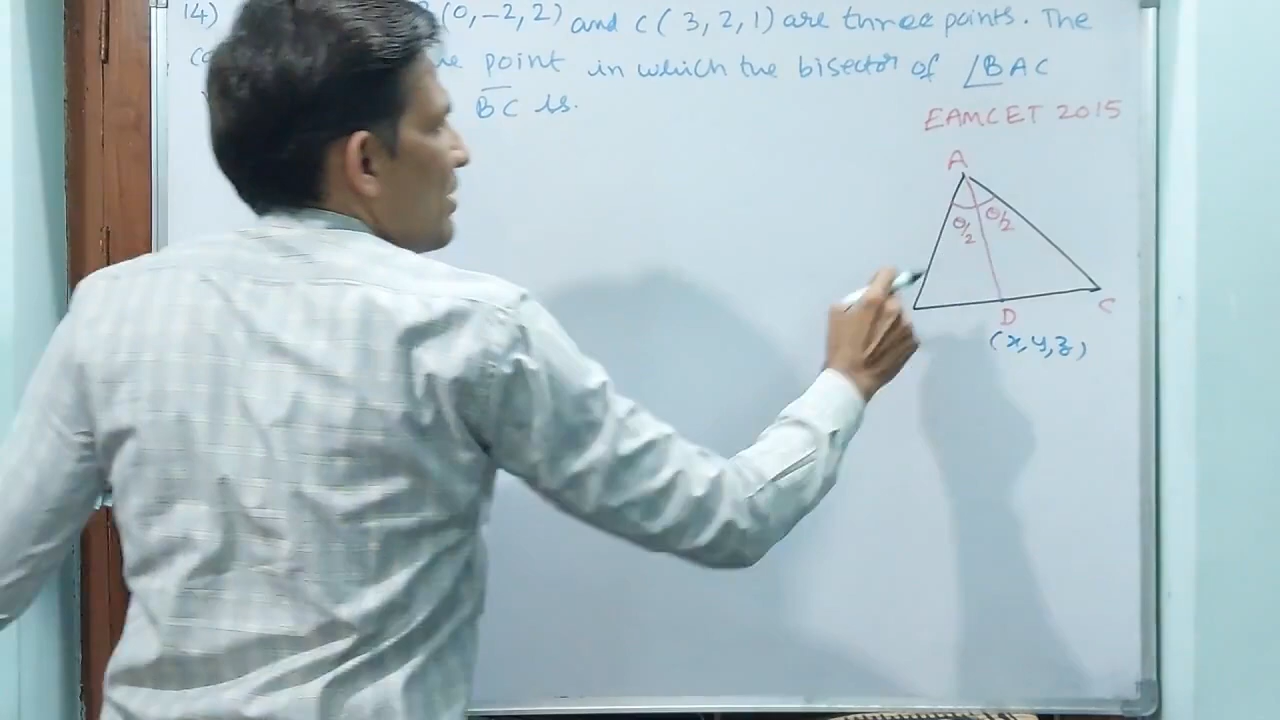 14) (0,-2,2) and C(3,2,1) are three points. The
point in which the bisector of ∠BAC
BC is.
EAMCET 2015
A
θ/2 θ/2
D C
(x,y,z)